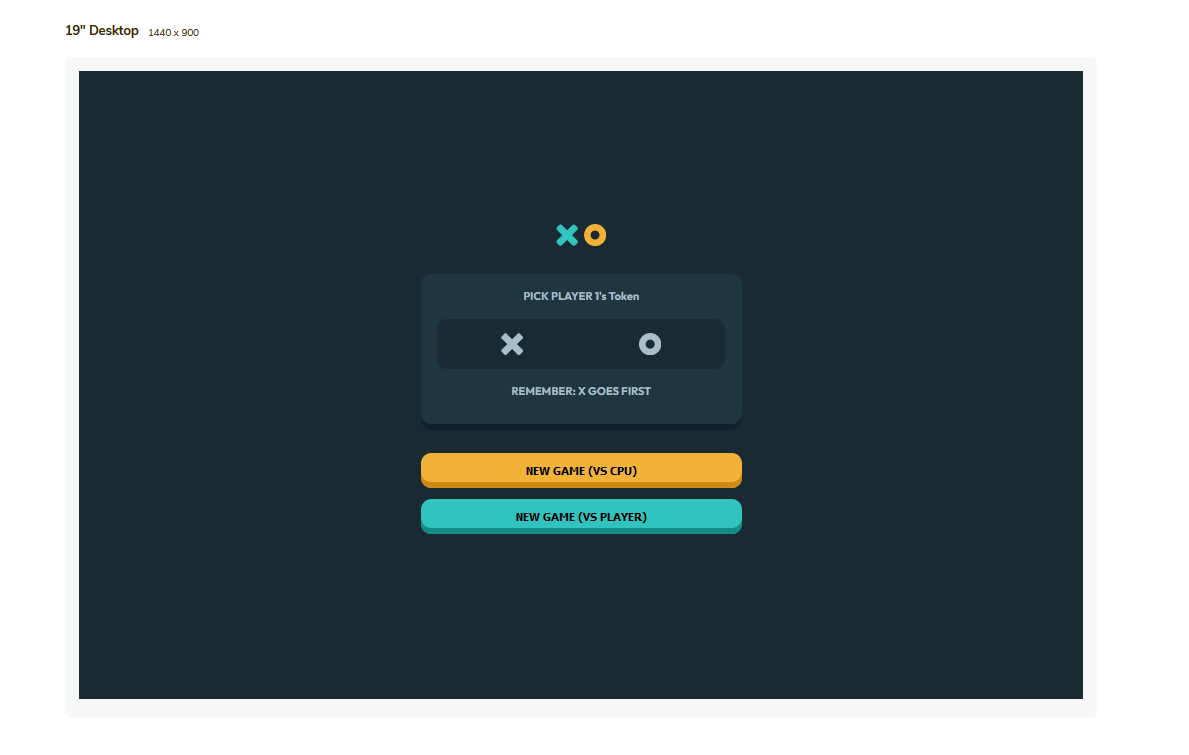 19" Desktop 1440 x 900
PICK PLAYER 1's Token
REMEMBER: X GOES FIRST
NEW GAME (VS CPU)
NEW GAME (VS PLAYER)